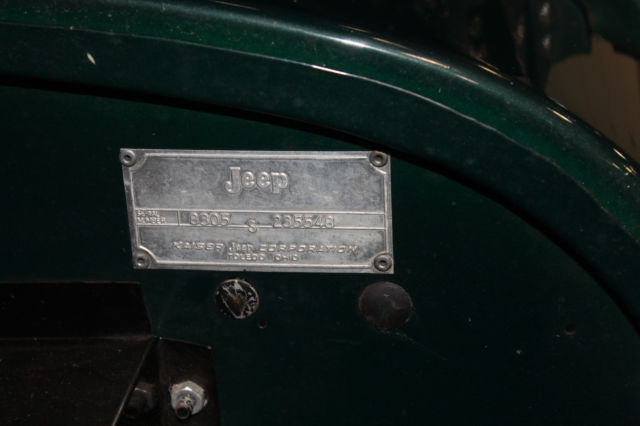 Jeep
SERIAL
NUMBER 8305 S 235548
KAISER Jeep CORPORATION
TOLEDO OHIO